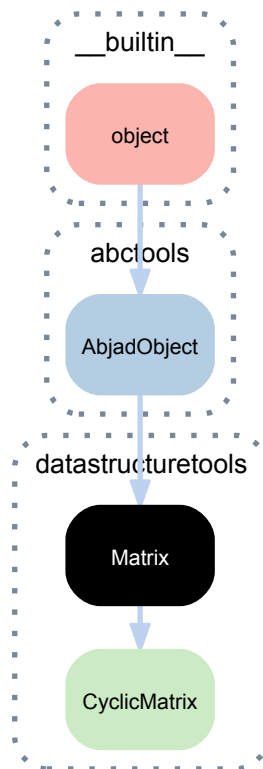 __builtin__
object
abctools
AbjadObject
datastructuretools
Matrix
CyclicMatrix